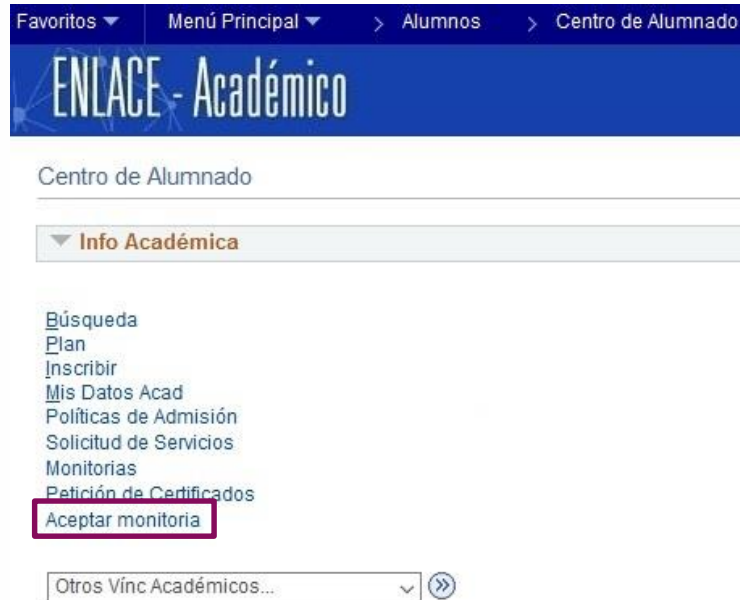 Favoritos Menú Principal > Alumnos > Centro de Alumnado
ENLACE - Académico
Centro de Alumnado
Info Académica
Búsqueda
Plan
Inscribir
Mis Datos Acad
Políticas de Admisión
Solicitud de Servicios
Monitorias
Petición de Certificados
Aceptar monitoria
Otros Vínc Académicos...